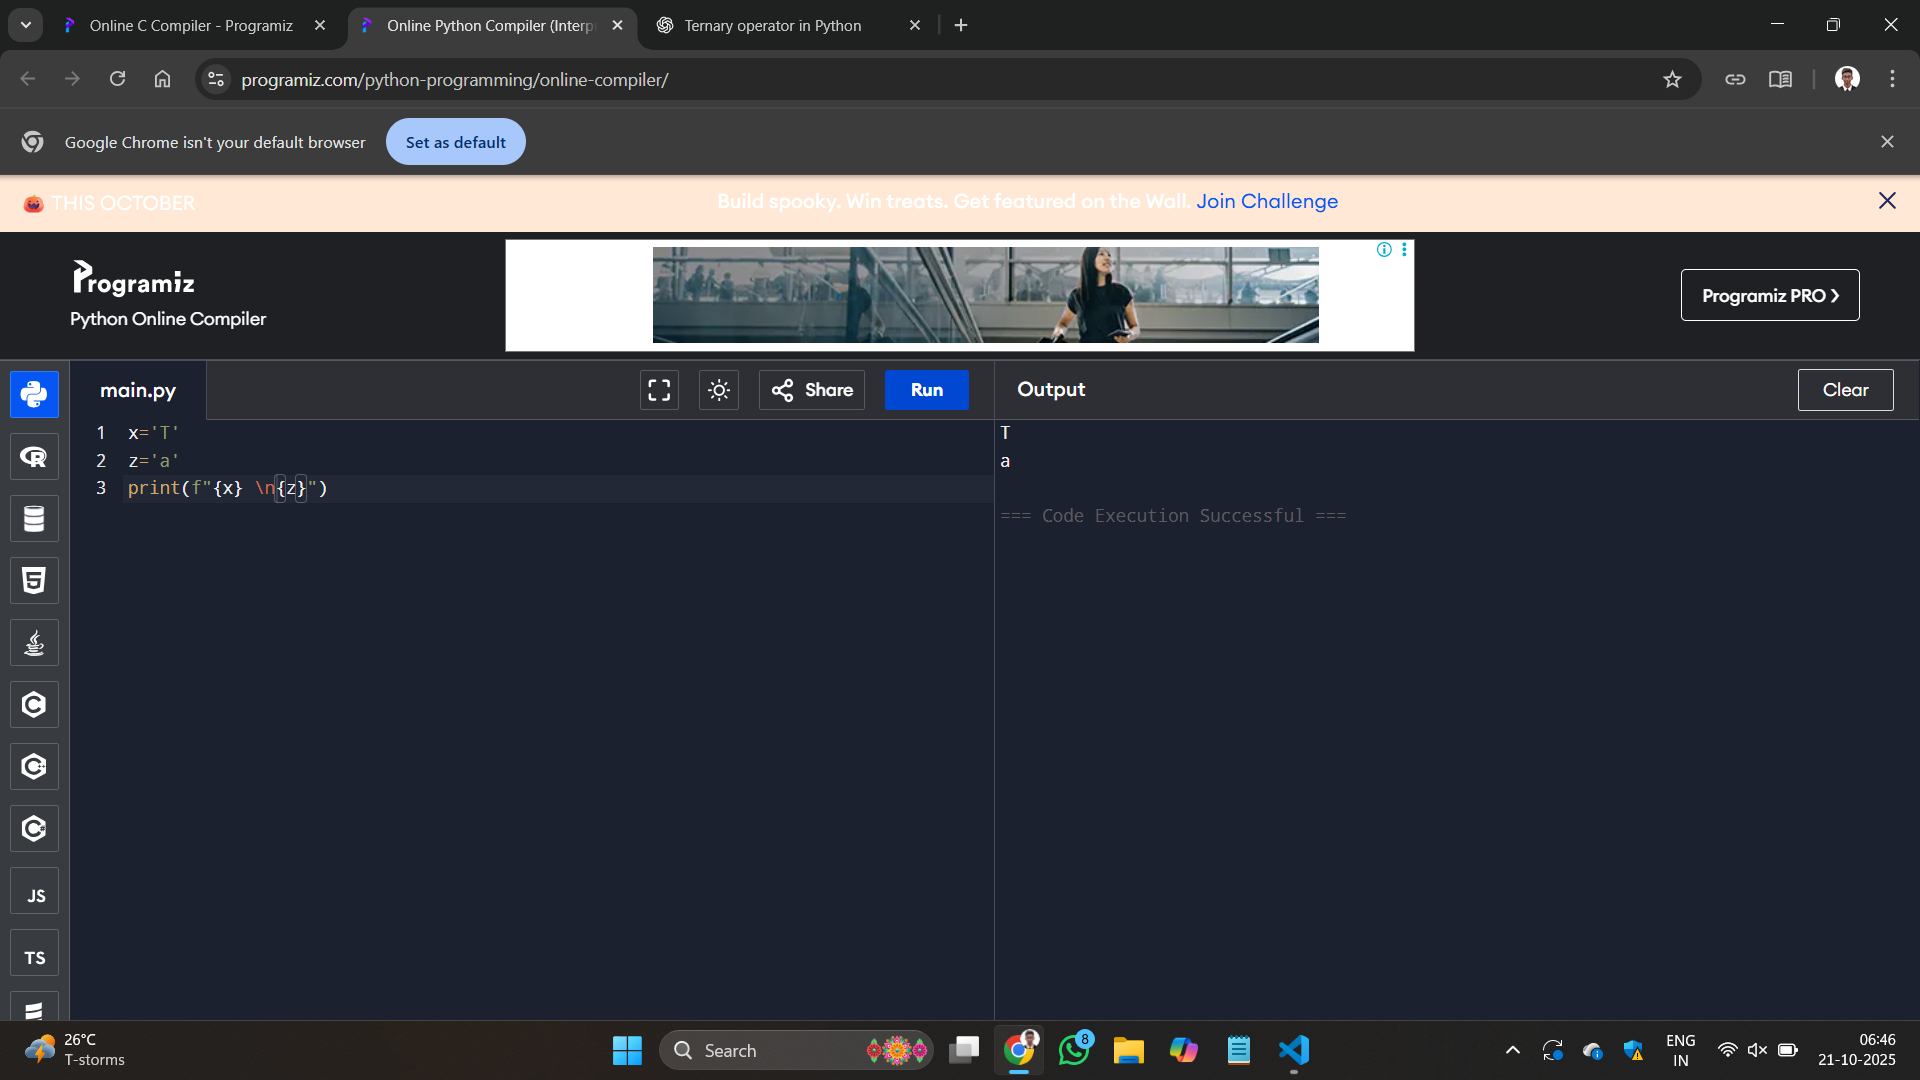 Online C Compiler - Programiz
Online Python Compiler (Interp
Ternary operator in Python
programiz.com/python-programming/online-compiler/
Google Chrome isn't your default browser
Set as default
THIS OCTOBER
Build spooky. Win treats. Get featured on the Wall. Join Challenge
Programiz
Python Online Compiler
Programiz PRO ❯
main.py
Share
Run
Output
Clear
1 x='T'
2 z='a'
3 print(f"{x} \n{z}")
T
a
=== Code Execution Successful ===
R
5
C
C
C
JS
TS
26°C
T-storms
Search
8
ENG
IN
06:46
21-10-2025